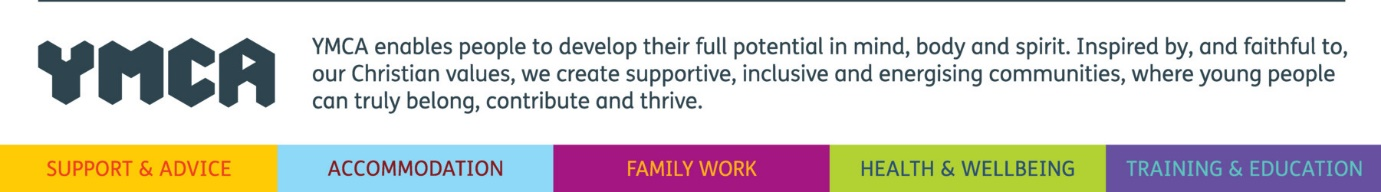 YMCA
YMCA enables people to develop their full potential in mind, body and spirit. Inspired by, and faithful to,
our Christian values, we create supportive, inclusive and energising communities, where young people
can truly belong, contribute and thrive.
SUPPORT & ADVICE ACCOMMODATION FAMILY WORK HEALTH & WELLBEING TRAINING & EDUCATION